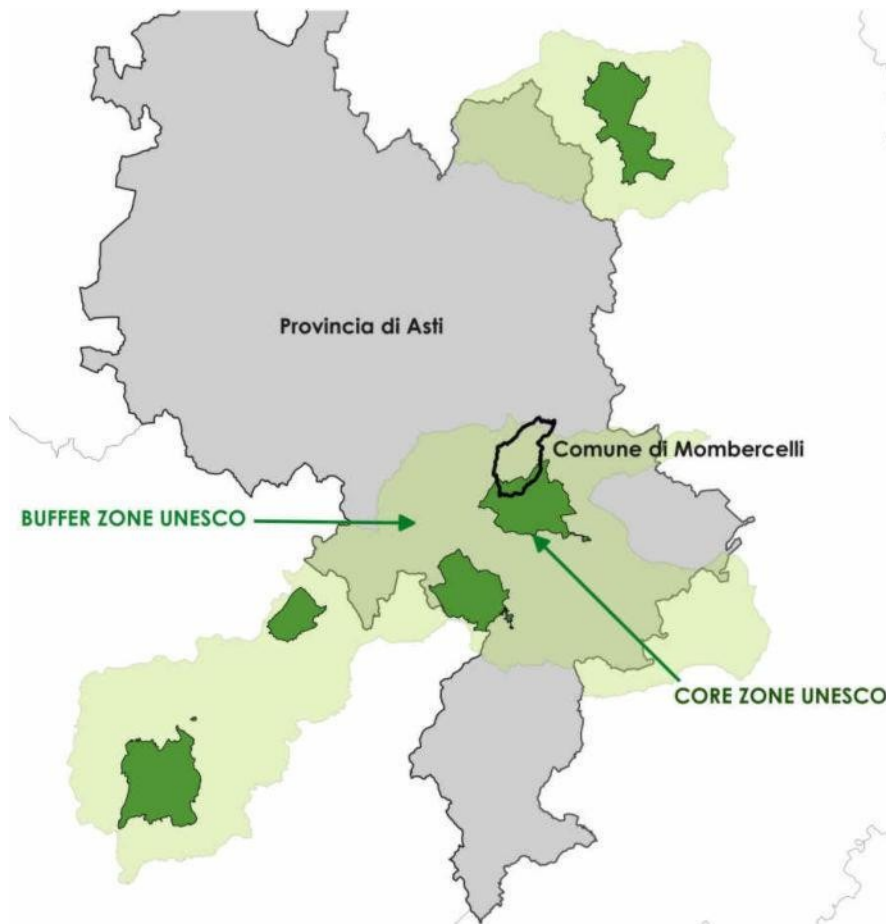 Provincia di Asti
Comune di Mombercelli
BUFFER ZONE UNESCO
CORE ZONE UNESCO